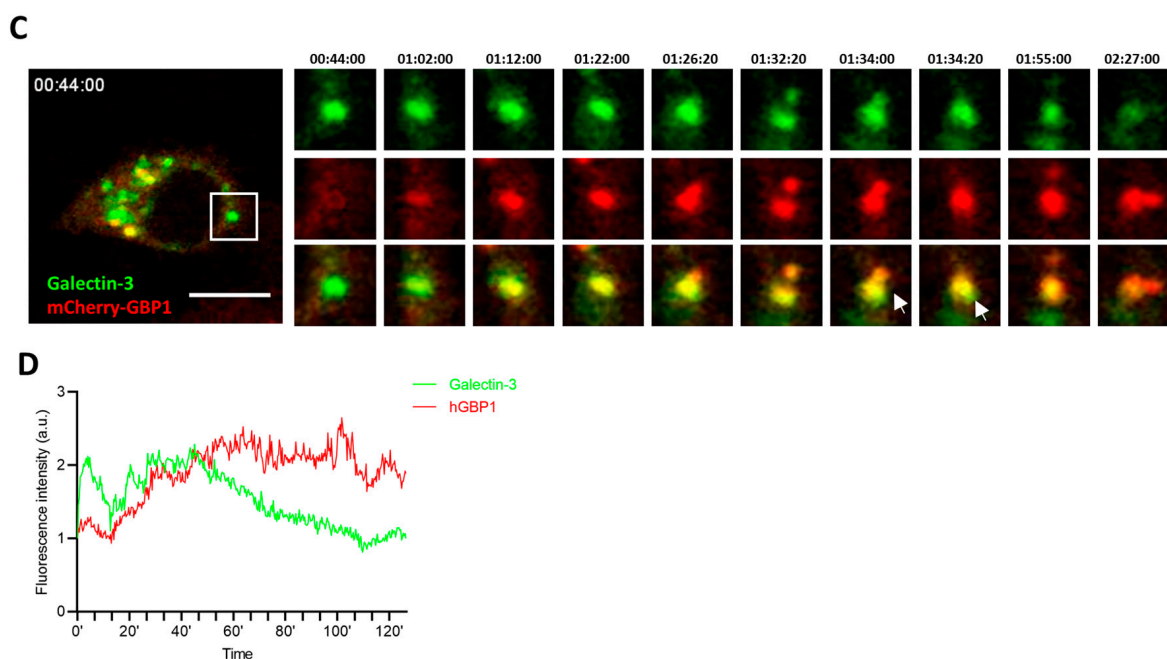 C
00:44:00
Galectin-3
mCherry-GBP1
00:44:00 01:02:00 01:12:00 01:22:00 01:26:20 01:32:20 01:34:00 01:34:20 01:55:00 02:27:00
D
Galectin-3
hGBP1
Fluorescence intensity (a.u.)
3
2
1
0
0' 20' 40' 60' 80' 100' 120'
Time